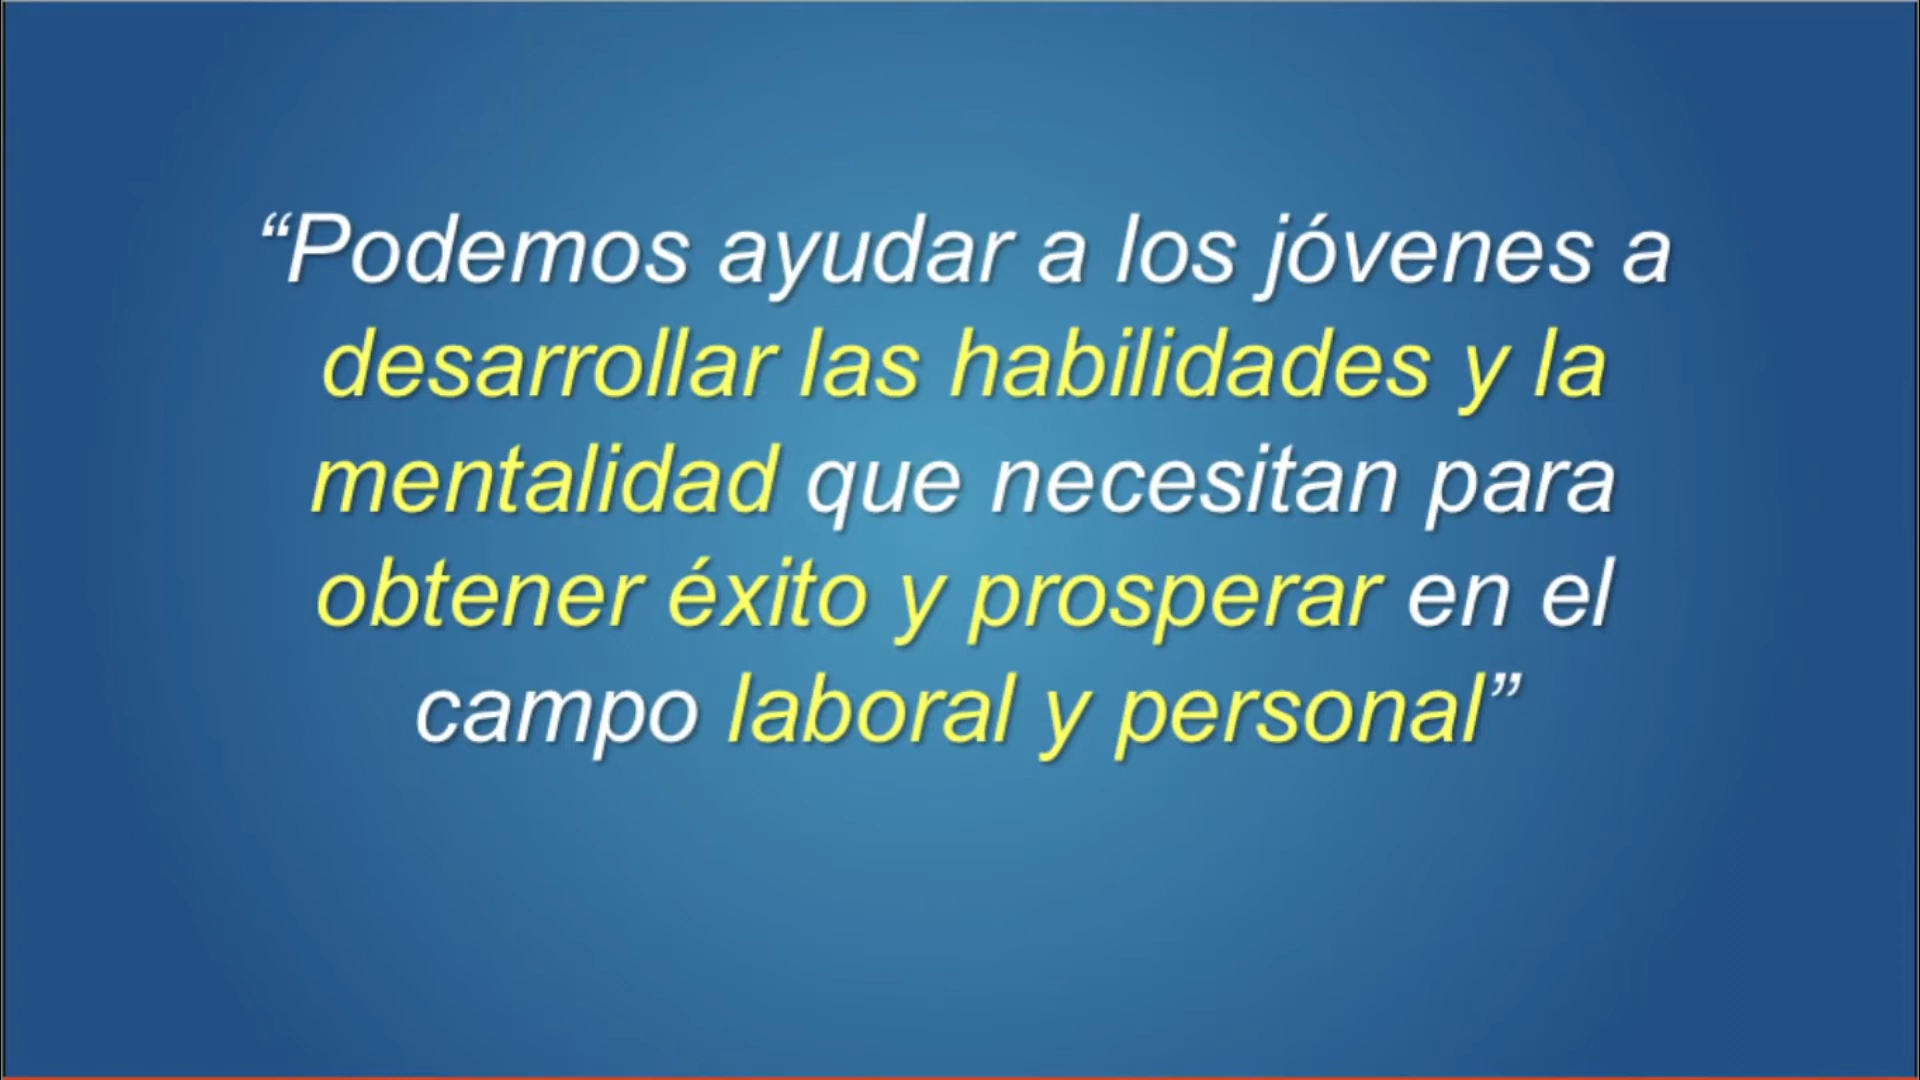 “Podemos ayudar a los jóvenes a
desarrollar las habilidades y la
mentalidad que necesitan para
obtener éxito y prosperar en el
campo laboral y personal”